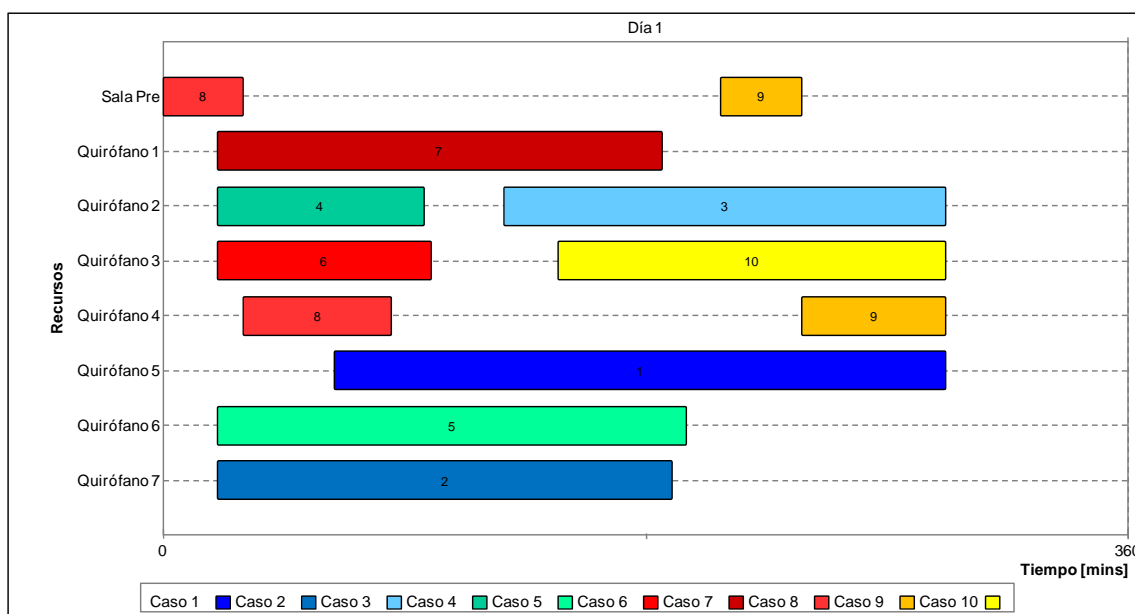 Día 1
Sala Pre
8
9
Quirófano 1
7
Quirófano 2
4
3
Quirófano 3
6
10
Quirófano 4
8
9
Quirófano 5
1
Quirófano 6
5
Quirófano 7
2
Recursos
0
360
Tiempo [mins]
Caso 1 Caso 2 Caso 3 Caso 4 Caso 5 Caso 6 Caso 7 Caso 8 Caso 9 Caso 10